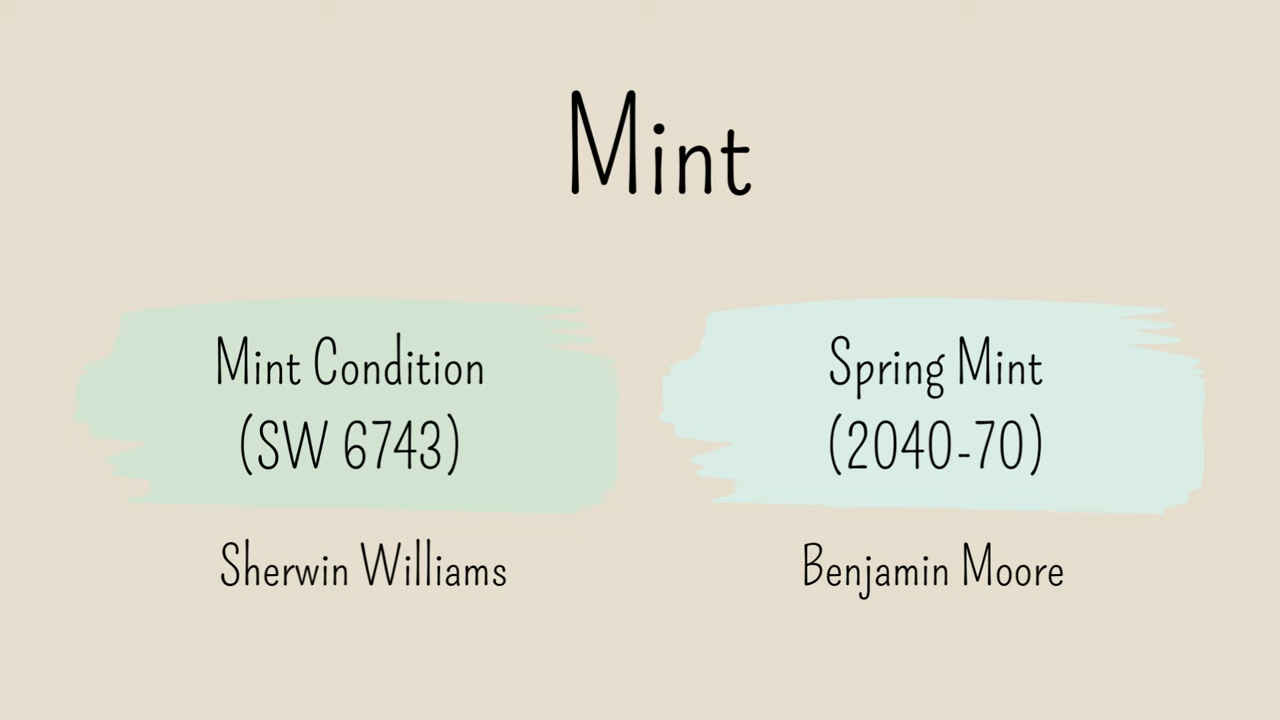 Mint
Mint Condition
(SW 6743)
Sherwin Williams
Spring Mint
(2040-70)
Benjamin Moore